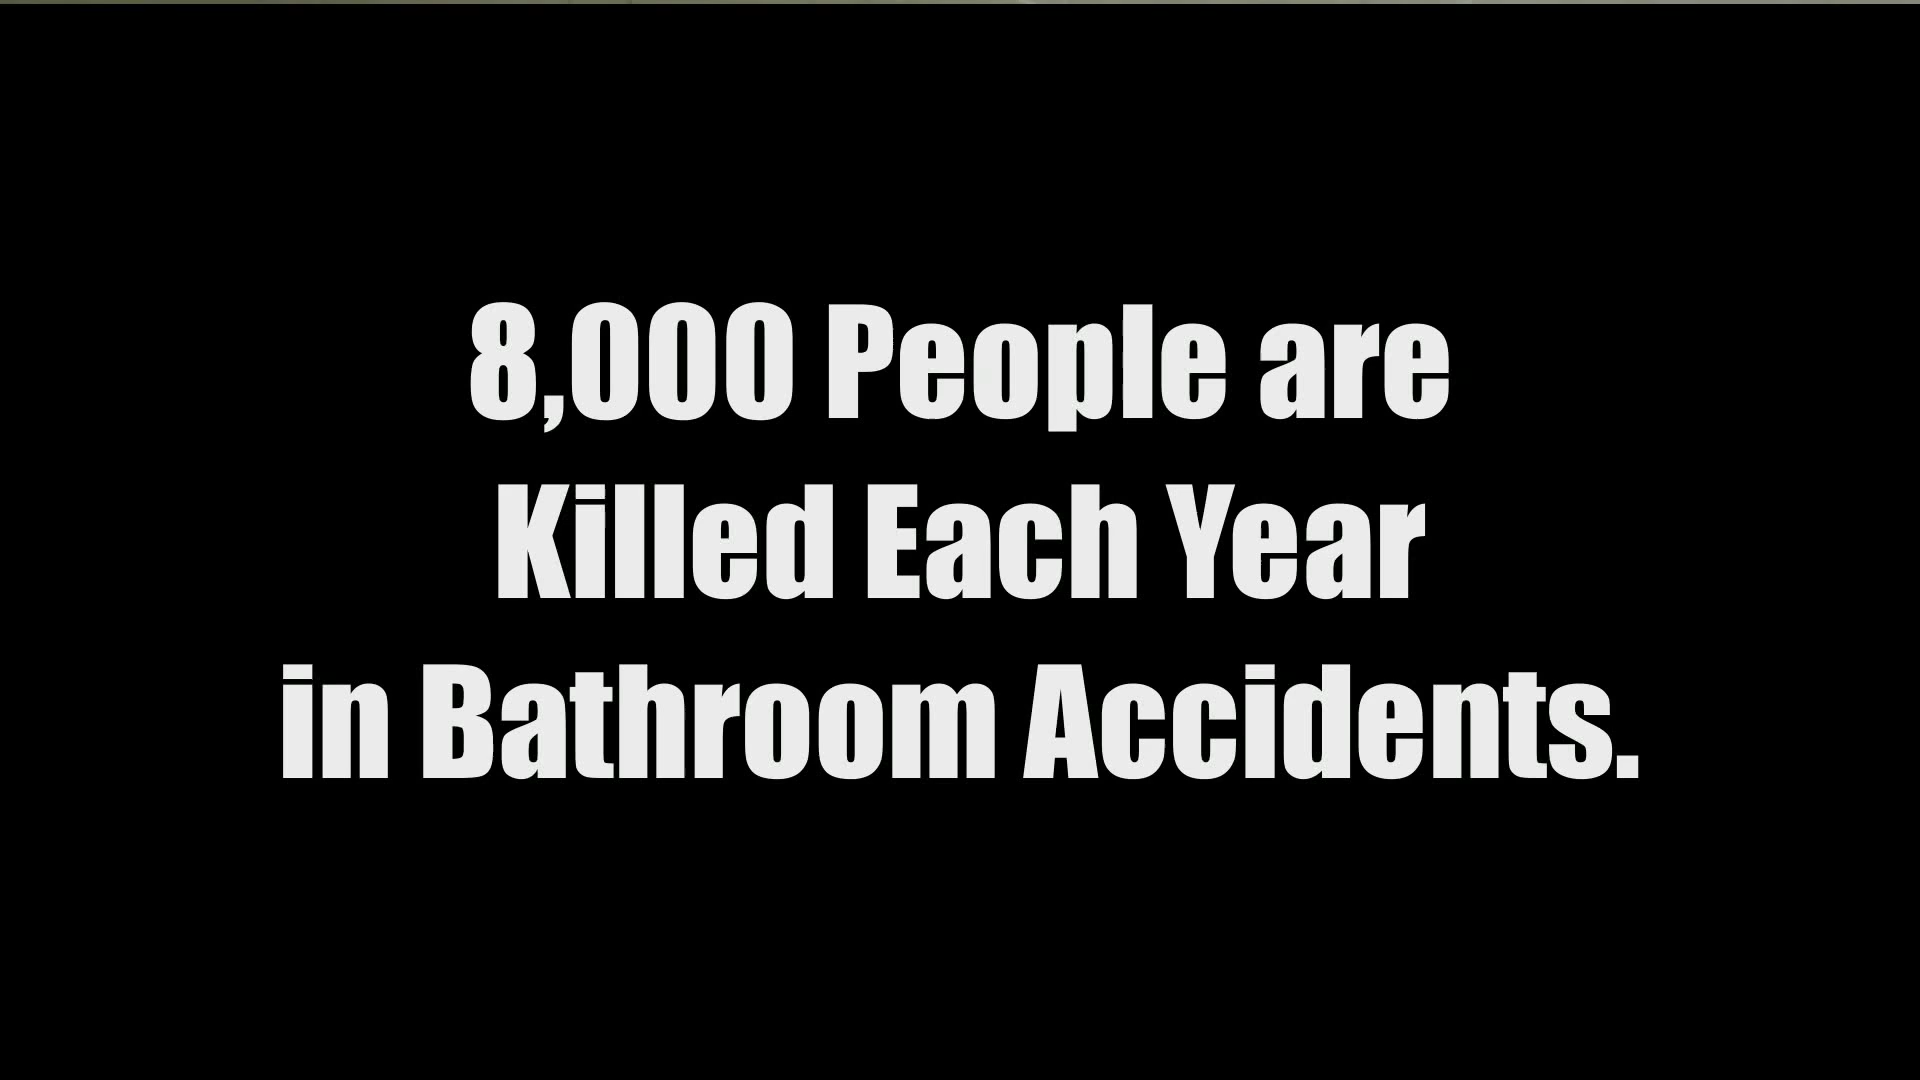 8,000 People are
Killed Each Year
in Bathroom Accidents.